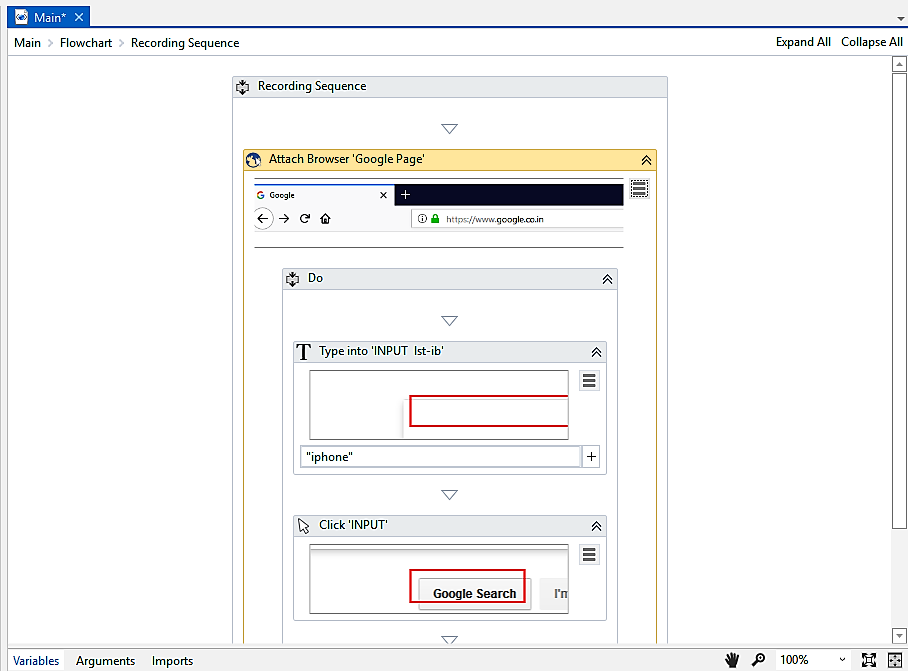 Main*
Main > Flowchart > Recording Sequence
Expand All Collapse All
Recording Sequence
Attach Browser 'Google Page'
Google
https://www.google.co.in
Do
Type into 'INPUT lst-ib'
"iphone"
Click 'INPUT'
Google Search I'm
Variables Arguments Imports 100%